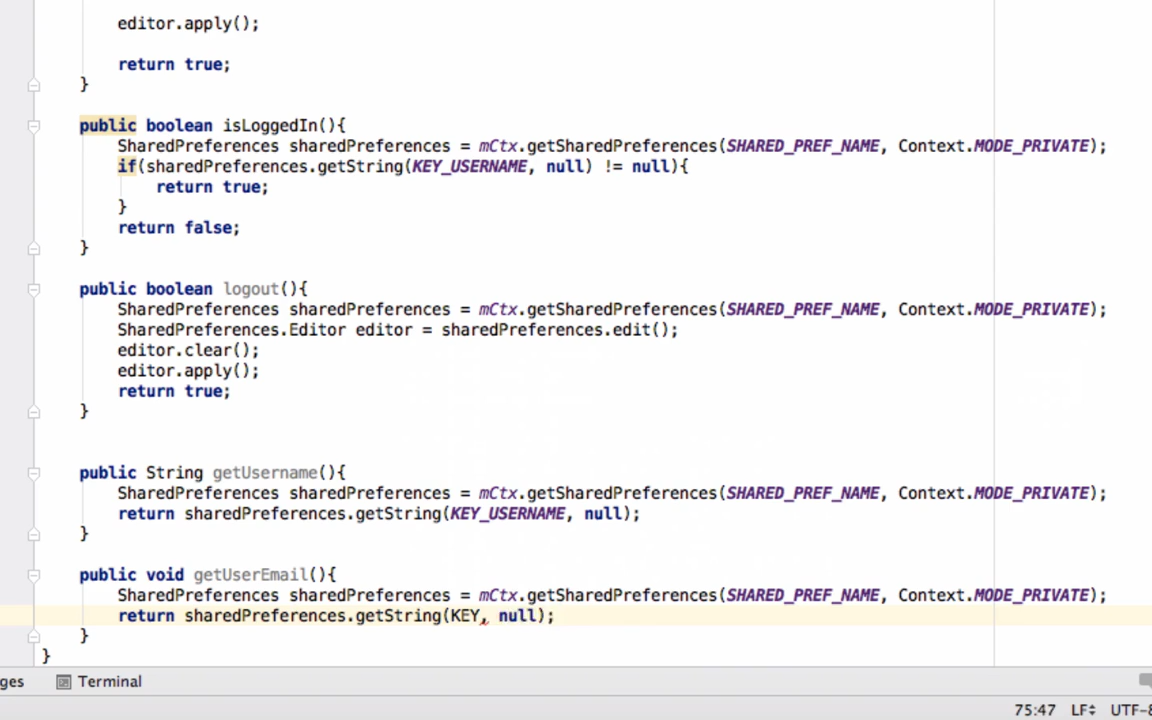 editor.apply();
return true;
}
public boolean isLoggedIn(){
SharedPreferences sharedPreferences = mCtx.getSharedPreferences(SHARED_PREF_NAME, Context.MODE_PRIVATE);
if(sharedPreferences.getString(KEY_USERNAME, null) != null){
return true;
}
return false;
}
public boolean logout(){
SharedPreferences sharedPreferences = mCtx.getSharedPreferences(SHARED_PREF_NAME, Context.MODE_PRIVATE);
SharedPreferences.Editor editor = sharedPreferences.edit();
editor.clear();
editor.apply();
return true;
}
public String getUsername(){
SharedPreferences sharedPreferences = mCtx.getSharedPreferences(SHARED_PREF_NAME, Context.MODE_PRIVATE);
return sharedPreferences.getString(KEY_USERNAME, null);
}
public void getUserEmail(){
SharedPreferences sharedPreferences = mCtx.getSharedPreferences(SHARED_PREF_NAME, Context.MODE_PRIVATE);
return sharedPreferences.getString(KEY, null);
}
}
ges Terminal
75:47 LF UTF-8